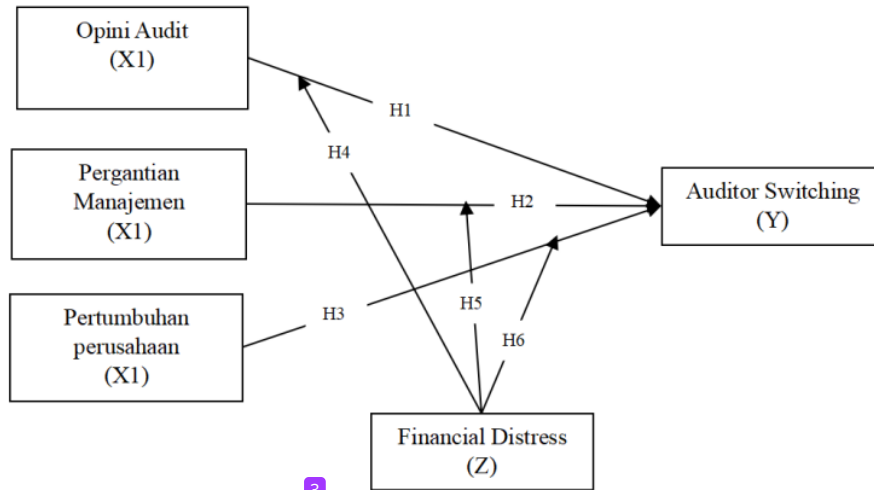 Opini Audit
(X1)
H1
H4
Pergantian
Manajemen
(X1)
H2
Auditor Switching
(Y)
Pertumbuhan
perusahaan
(X1)
H3
H5
H6
Financial Distress
(Z)
?